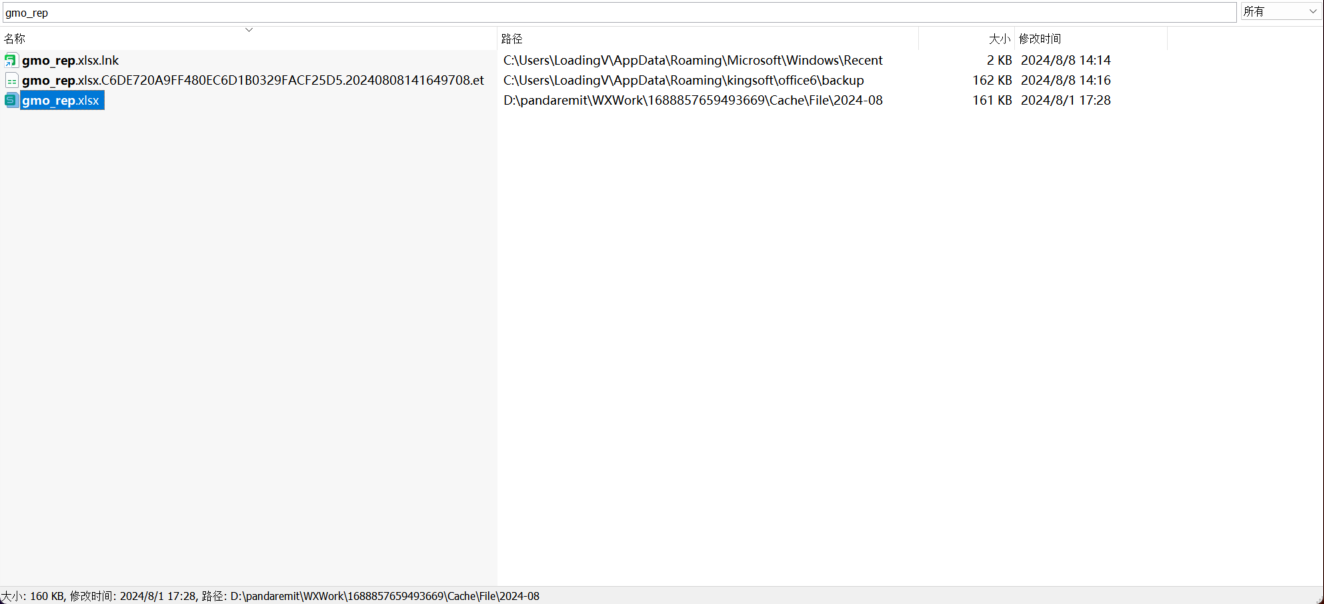 gmo_rep 所有
名称 路径 大小 修改时间
gmo_rep.xlsx.lnk C:\Users\LoadingV\AppData\Roaming\Microsoft\Windows\Recent 2 KB 2024/8/8 14:14
gmo_rep.xlsx.C6DE720A9FF480EC6D1B0329FACF25D5.20240808141649708.et C:\Users\LoadingV\AppData\Roaming\kingsoft\office6\backup 162 KB 2024/8/8 14:16
gmo_rep.xlsx D:\pandaremit\WXWork\1688857659493669\Cache\File\2024-08 161 KB 2024/8/1 17:28
大小: 160 KB, 修改时间: 2024/8/1 17:28, 路径: D:\pandaremit\WXWork\1688857659493669\Cache\File\2024-08